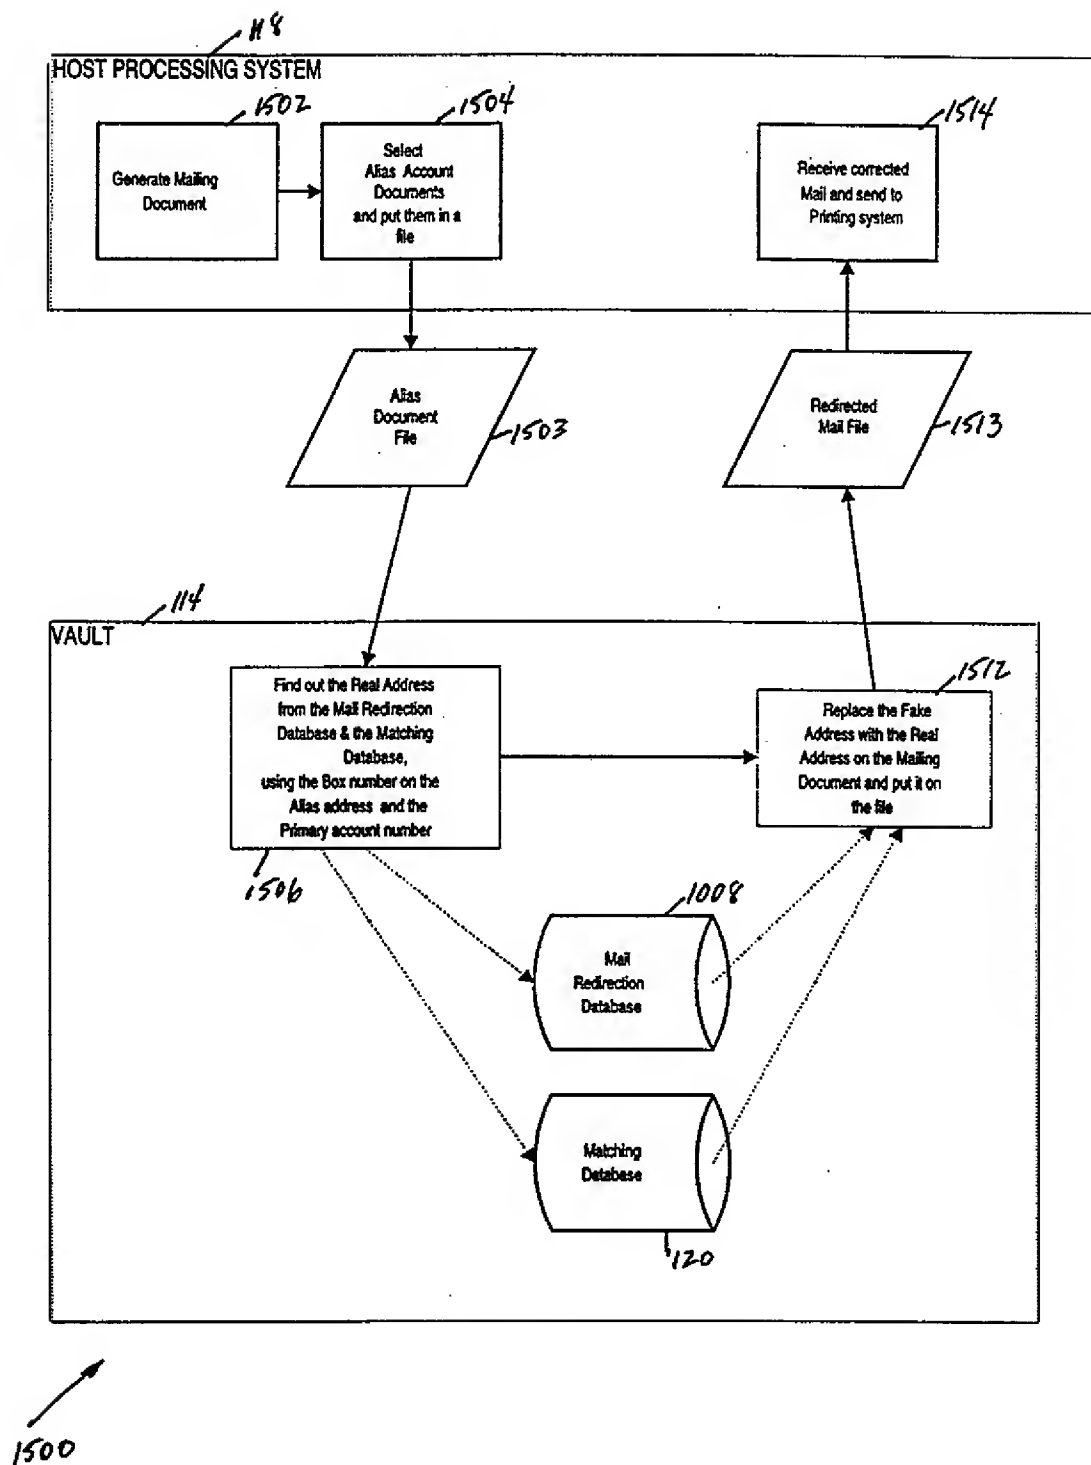 118
HOST PROCESSING SYSTEM
1502
1504
1514
Generate Mailing
Document
Select
Alias Account
Documents
and put them in a
file
Receive corrected
Mail and send to
Printing system
Alias
Document
File
1503
Redirected
Mail File
1513
114
VAULT
Find out the Real Address
from the Mail Redirection
Database & the Matching
Database,
using the Box number on the
Alias address and the
Primary account number
1506
1512
Replace the Fake
Address with the Real
Address on the Mailing
Document and put it on
the file
1008
Mail
Redirection
Database
Matching
Database
120
1500